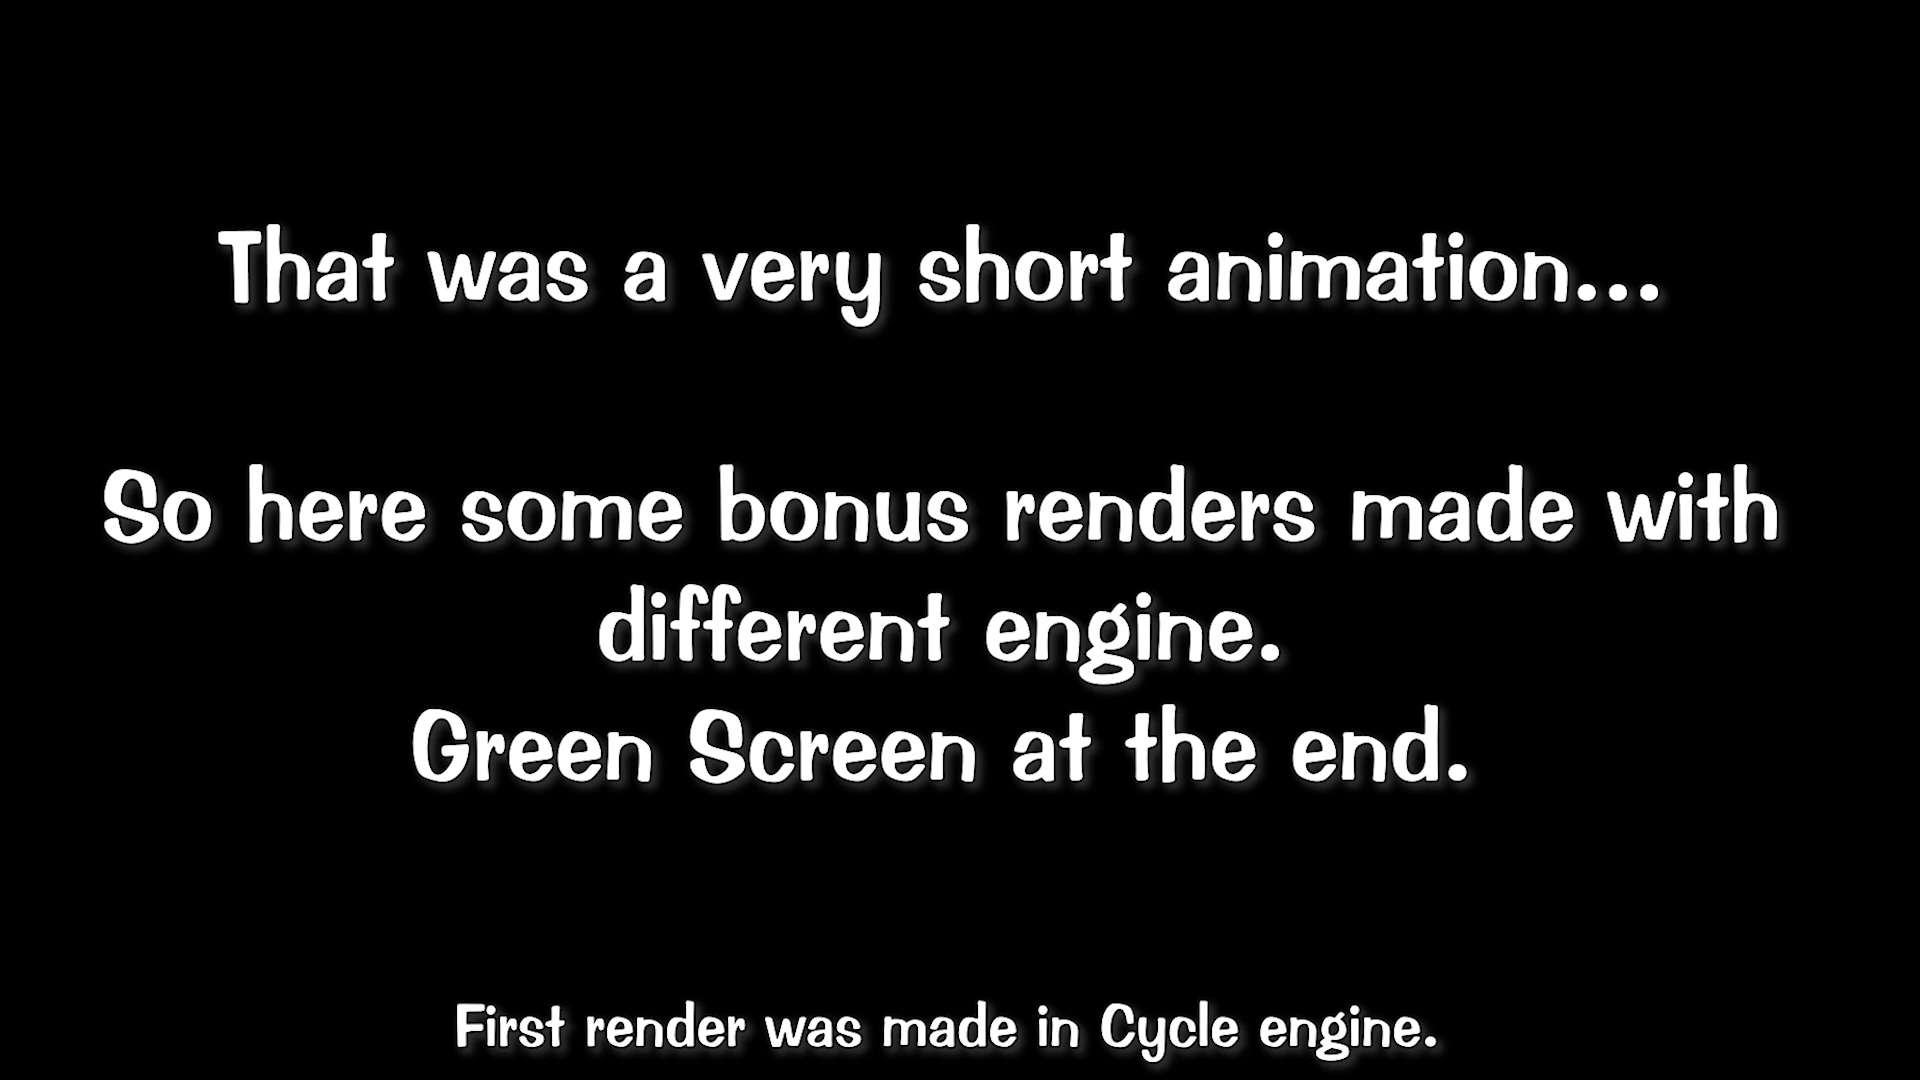 That was a very short animation...
So here some bonus renders made with
different engine.
Green Screen at the end.
First render was made in Cycle engine.